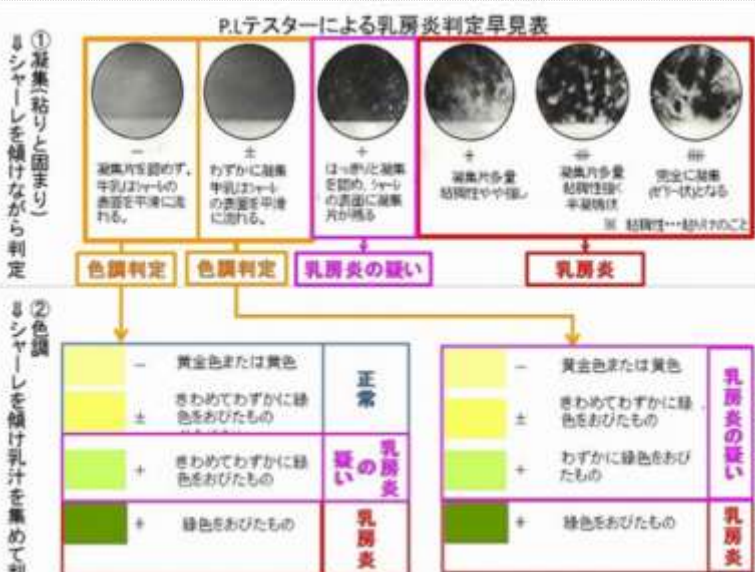 P.Lテスターによる乳房炎判定早見表
①凝集(粘りと固まり)
⇓シャーレを傾けながら判定
−
凝集片を認めず。
牛乳はシャーレの
表面を平滑に流
れる。
±
わずかに凝集
牛乳はシャーレ
の表面を平滑
に流れる。
+
はっきりと凝集
を認め、シャーレ
の表面に凝集
片が残る
凝集片多量
粘稠性やや強し
凝集片多量
粘稠性強く
半凝塊状
完全に凝集
(ゼリー状)となる
※ 粘稠性・・・粘りけのこと
色調判定
色調判定
乳房炎の疑い
乳房炎
②色調
⇓シャーレを傾け乳汁を集めて判
− 黄金色または黄色
± きわめてわずかに緑
色をおびたもの
正常
+ きわめてわずかに緑
色をおびたもの
乳房炎
の
疑い
緑色をおびたもの
乳房炎
− 黄金色または黄色
± きわめてわずかに緑
色をおびたもの
+ わずかに緑色をおび
たもの
乳房炎の疑い
緑色をおびたもの
乳房炎